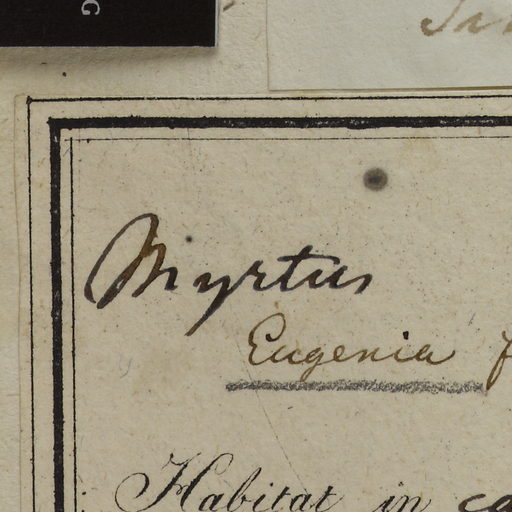 G
Myrtus
Eugenia
Habitat in